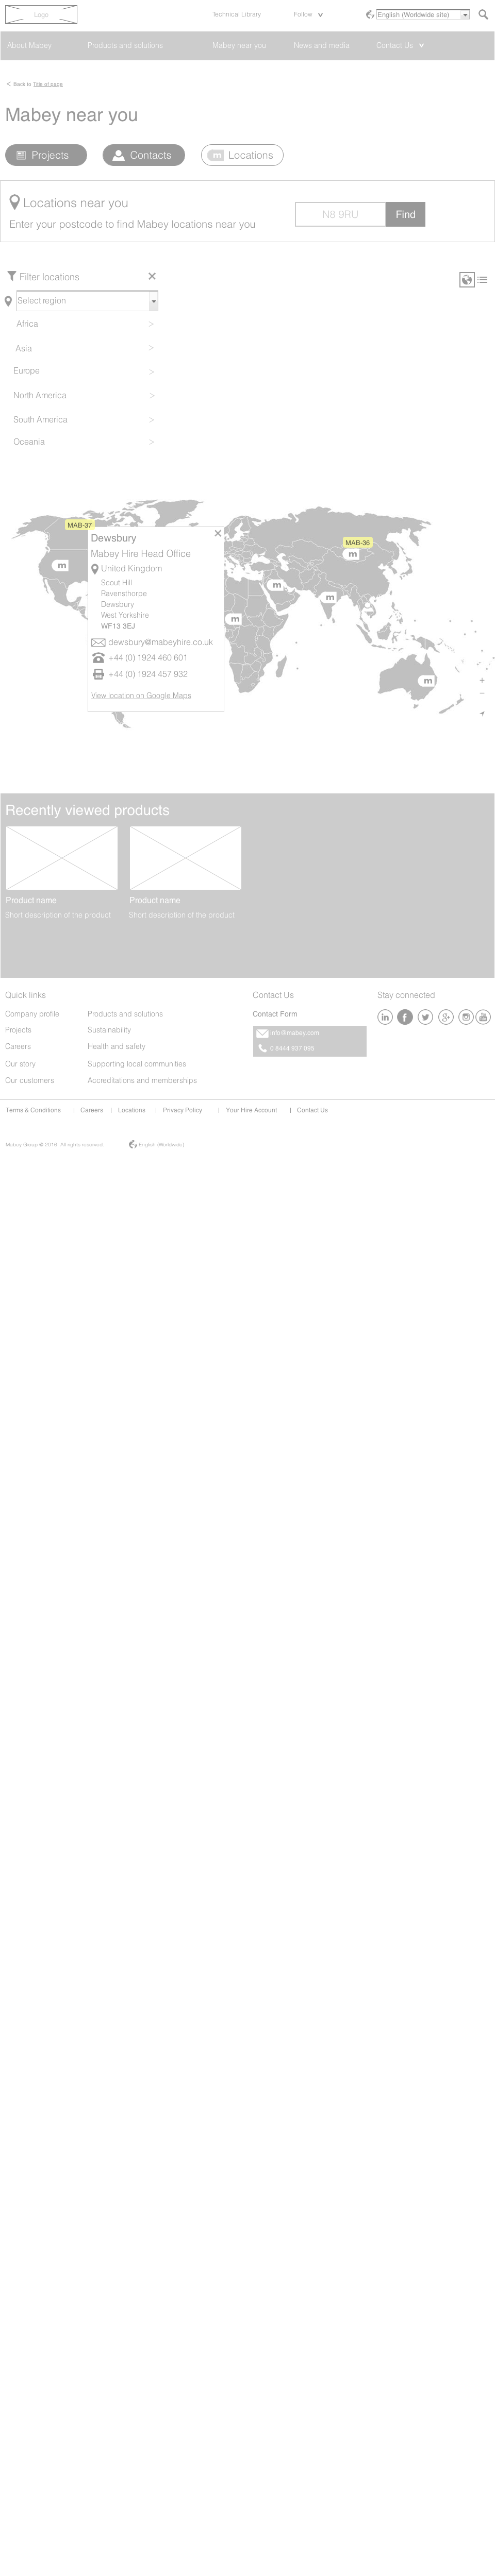 Logo
Technical Library
Follow
English (Worldwide site)
About Mabey
Products and solutions
Mabey near you
News and media
Contact Us
< Back to Title of page
Mabey near you
Projects
Contacts
m Locations
Locations near you
Enter your postcode to find Mabey locations near you
N8 9RU
Find
Filter locations
Select region
Africa >
Asia >
Europe >
North America >
South America >
Oceania >
MAB-37
MAB-36
m
m
m
m
m
m
Dewsbury
Mabey Hire Head Office
United Kingdom
Scout Hill
Ravensthorpe
Dewsbury
West Yorkshire
WF13 3EJ
dewsbury@mabeyhire.co.uk
+44 (0) 1924 460 601
+44 (0) 1924 457 932
View location on Google Maps
+
−
Recently viewed products
Product name
Short description of the product
Product name
Short description of the product
Quick links
Company profile
Projects
Careers
Our story
Our customers
Products and solutions
Sustainability
Health and safety
Supporting local communities
Accreditations and memberships
Contact Us
Contact Form
info@mabey.com
Stay connected
in f g+ You
Terms & Conditions | Careers | Locations | Privacy Policy | Your Hire Account | Contact Us
Mabey Group © 2016. All rights reserved.
English (Worldwide)